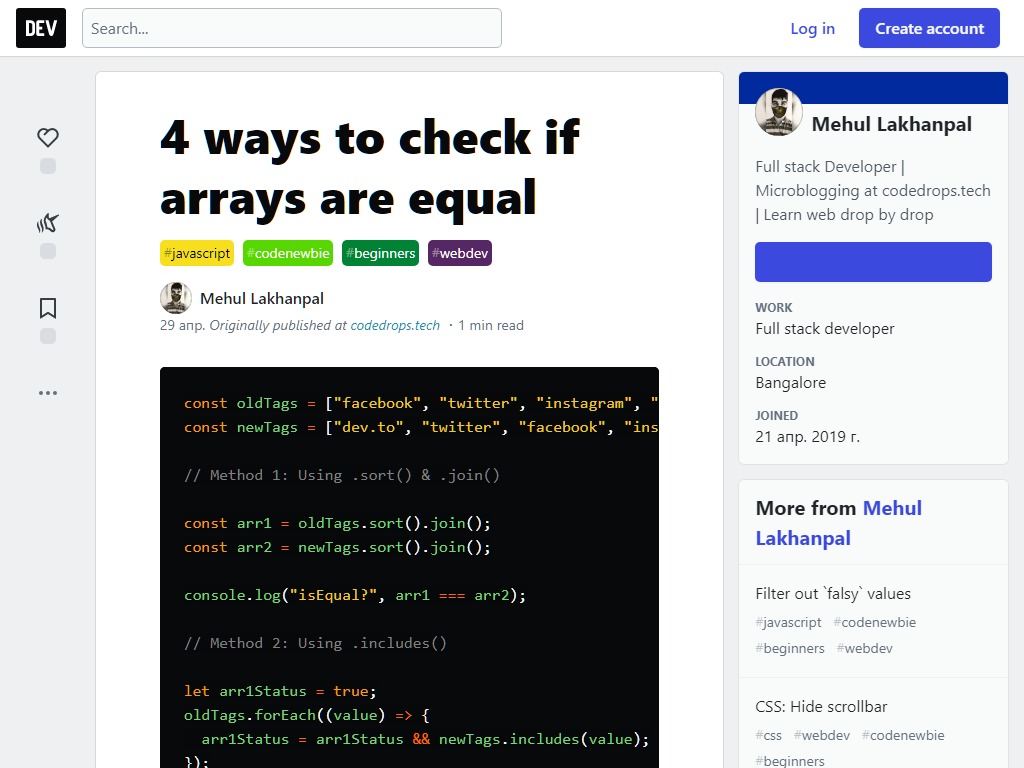 DEV
Search...
Log in
Create account
4 ways to check if
arrays are equal
#javascript #codenewbie #beginners #webdev
Mehul Lakhanpal
29 апр. Originally published at codedrops.tech ・1 min read
const oldTags = ["facebook", "twitter", "instagram", "
const newTags = ["dev.to", "twitter", "facebook", "ins
// Method 1: Using .sort() & .join()
const arr1 = oldTags.sort().join();
const arr2 = newTags.sort().join();
console.log("isEqual?", arr1 === arr2);
// Method 2: Using .includes()
let arr1Status = true;
oldTags.forEach((value) => {
  arr1Status = arr1Status && newTags.includes(value);
});
Mehul Lakhanpal
Full stack Developer |
Microblogging at codedrops.tech
| Learn web drop by drop
WORK
Full stack developer
LOCATION
Bangalore
JOINED
21 апр. 2019 г.
More from Mehul
Lakhanpal
Filter out `falsy` values
#javascript #codenewbie
#beginners #webdev
CSS: Hide scrollbar
#css #webdev #codenewbie
#beginners